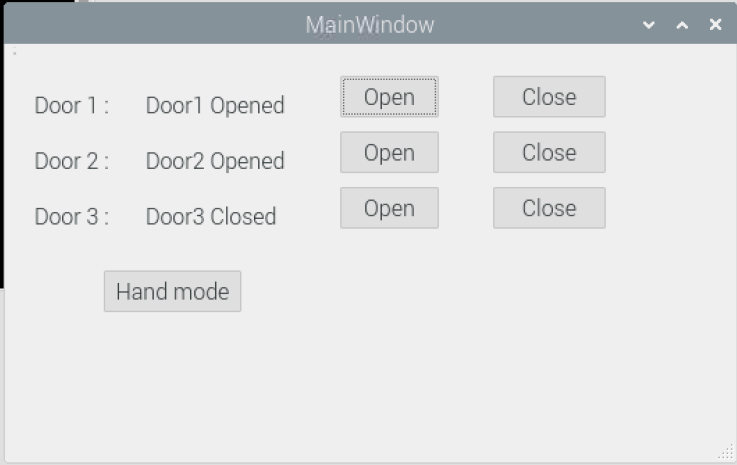 MainWindow
Door 1 : Door1 Opened Open Close
Door 2 : Door2 Opened Open Close
Door 3 : Door3 Closed Open Close
Hand mode